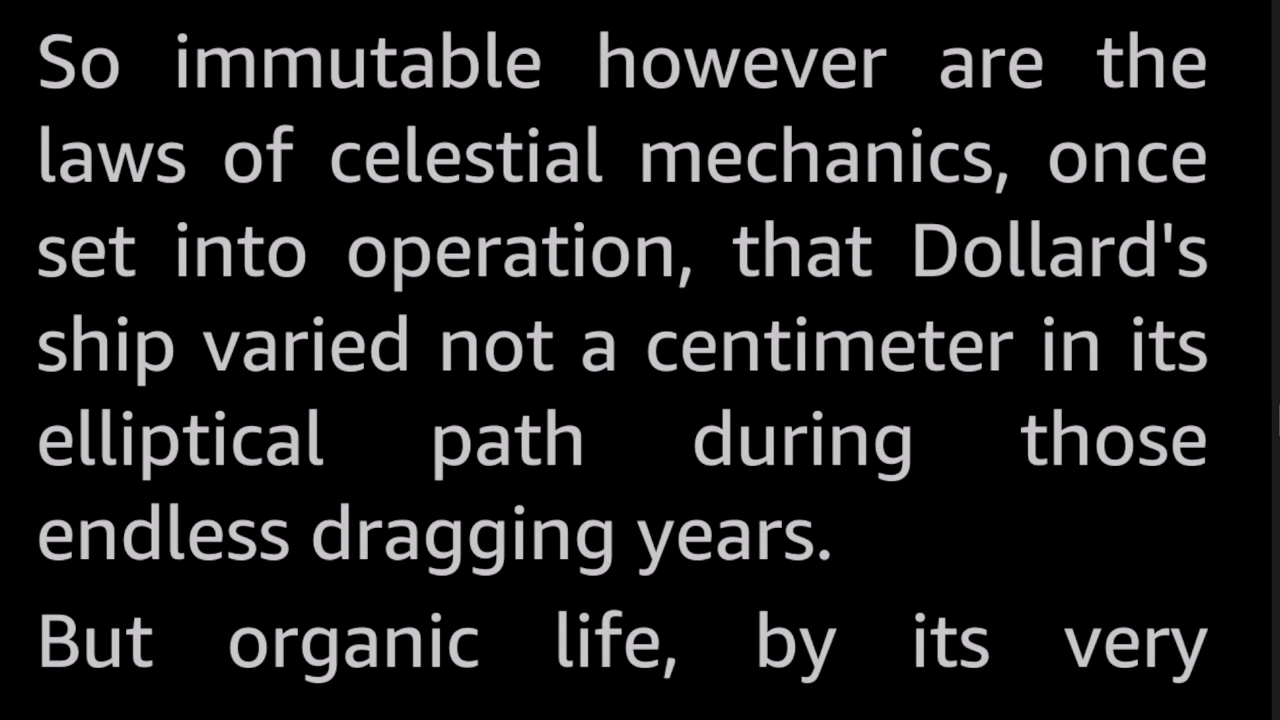 So immutable however are the
laws of celestial mechanics, once
set into operation, that Dollard's
ship varied not a centimeter in its
elliptical path during those
endless dragging years.
But organic life, by its very